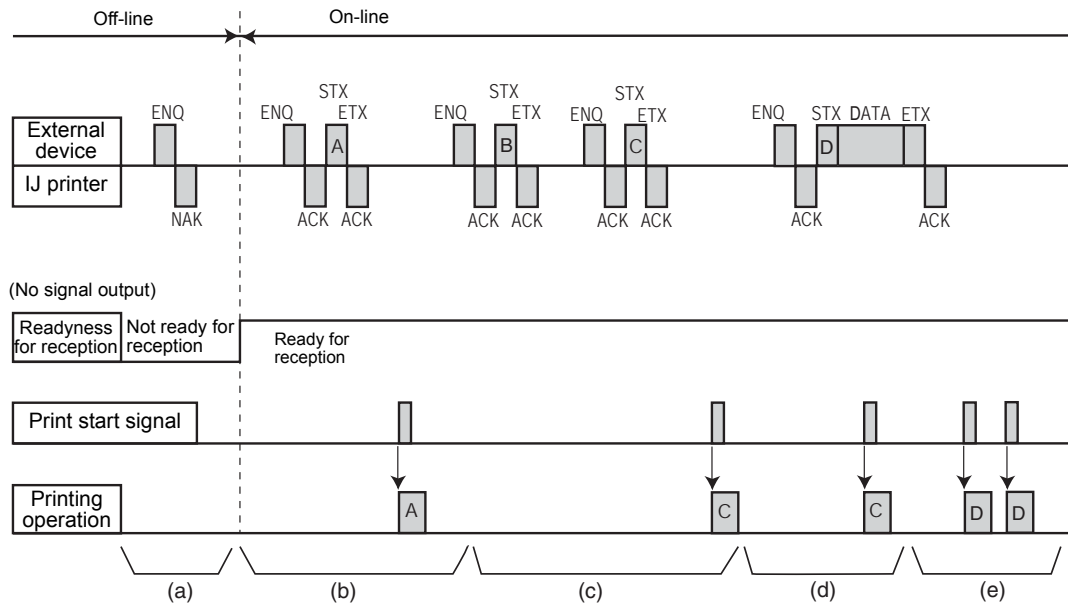 Off-line On-line
STX STX STX
ENQ ENQ ETX ENQ ETX ENQ ETX ENQ STX DATA ETX
External
device
A B C D
IJ printer
NAK ACK ACK ACK ACK ACK ACK ACK ACK
(No signal output)
Readyness
for reception
Not ready for
reception
Ready for
reception
Print start signal
Printing
operation
A C C D D
(a) (b) (c) (d) (e)